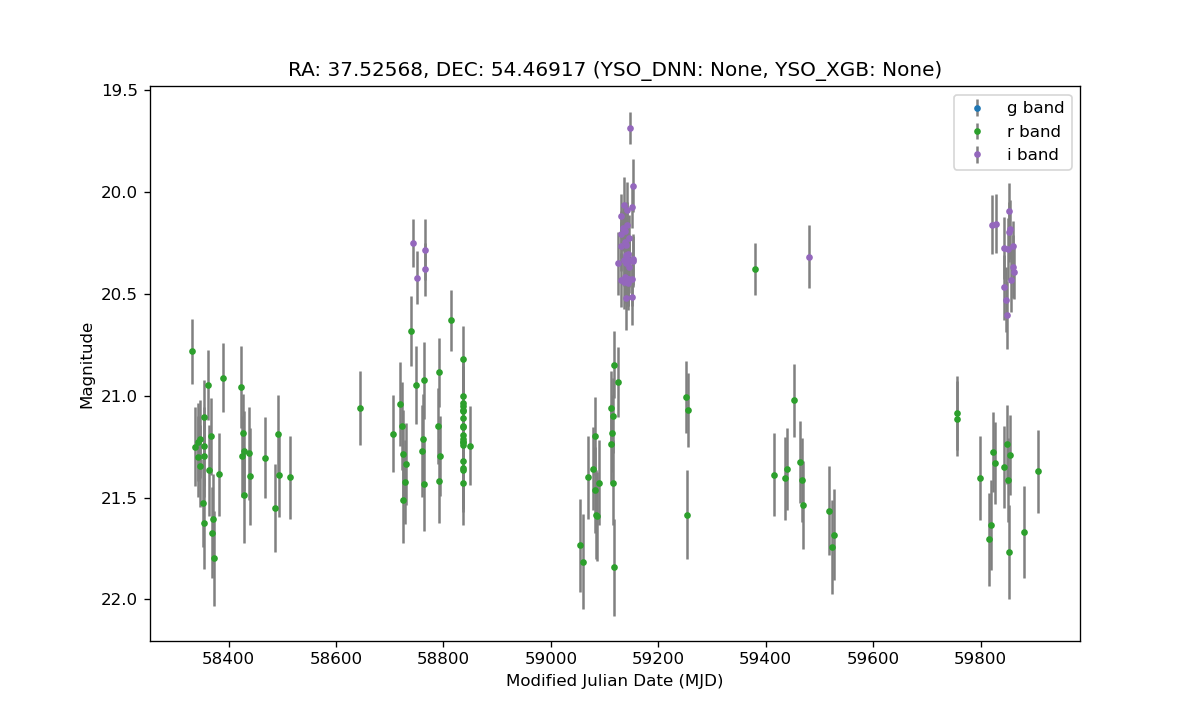 RA: 37.52568, DEC: 54.46917 (YSO_DNN: None, YSO_XGB: None)
19.5
20.0
20.5
21.0
21.5
22.0
Magnitude
g band
r band
i band
58400 58600 58800 59000 59200 59400 59600 59800
Modified Julian Date (MJD)